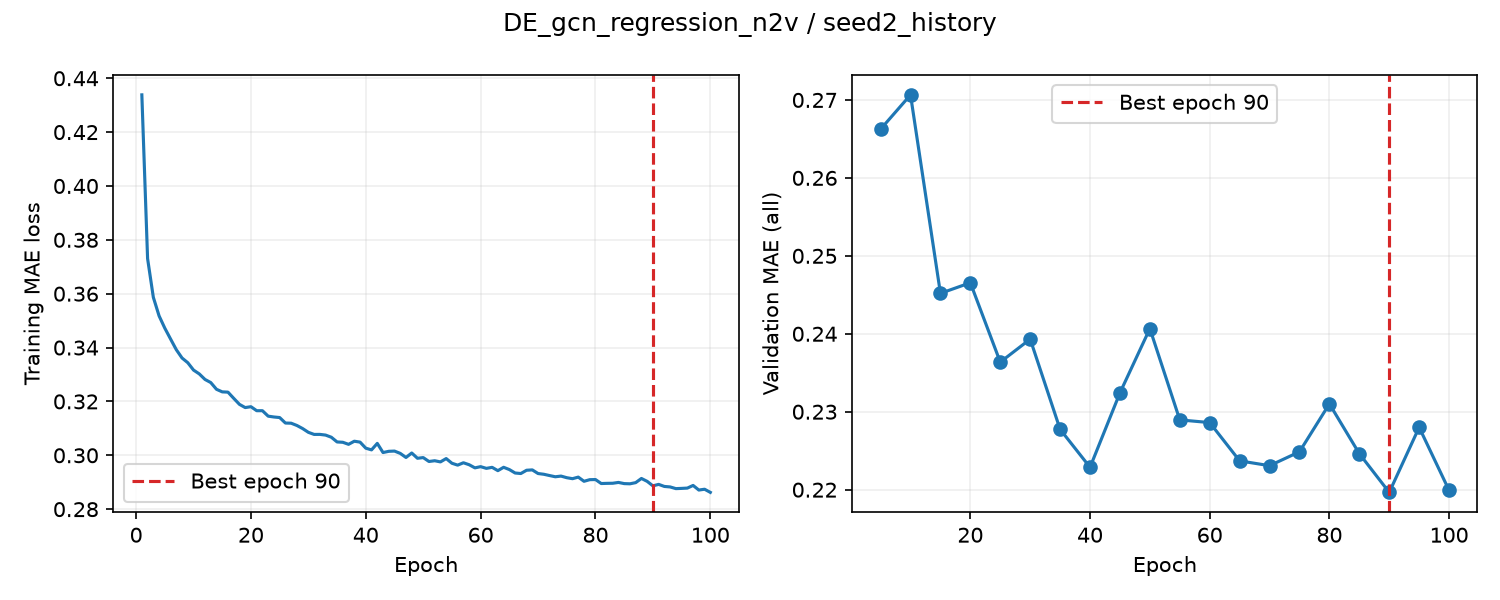 DE_gcn_regression_n2v / seed2_history
Training MAE loss
0.44
0.42
0.40
0.38
0.36
0.34
0.32
0.30
0.28
Best epoch 90
0 20 40 60 80 100
Epoch
Validation MAE (all)
0.27
0.26
0.25
0.24
0.23
0.22
Best epoch 90
20 40 60 80 100
Epoch